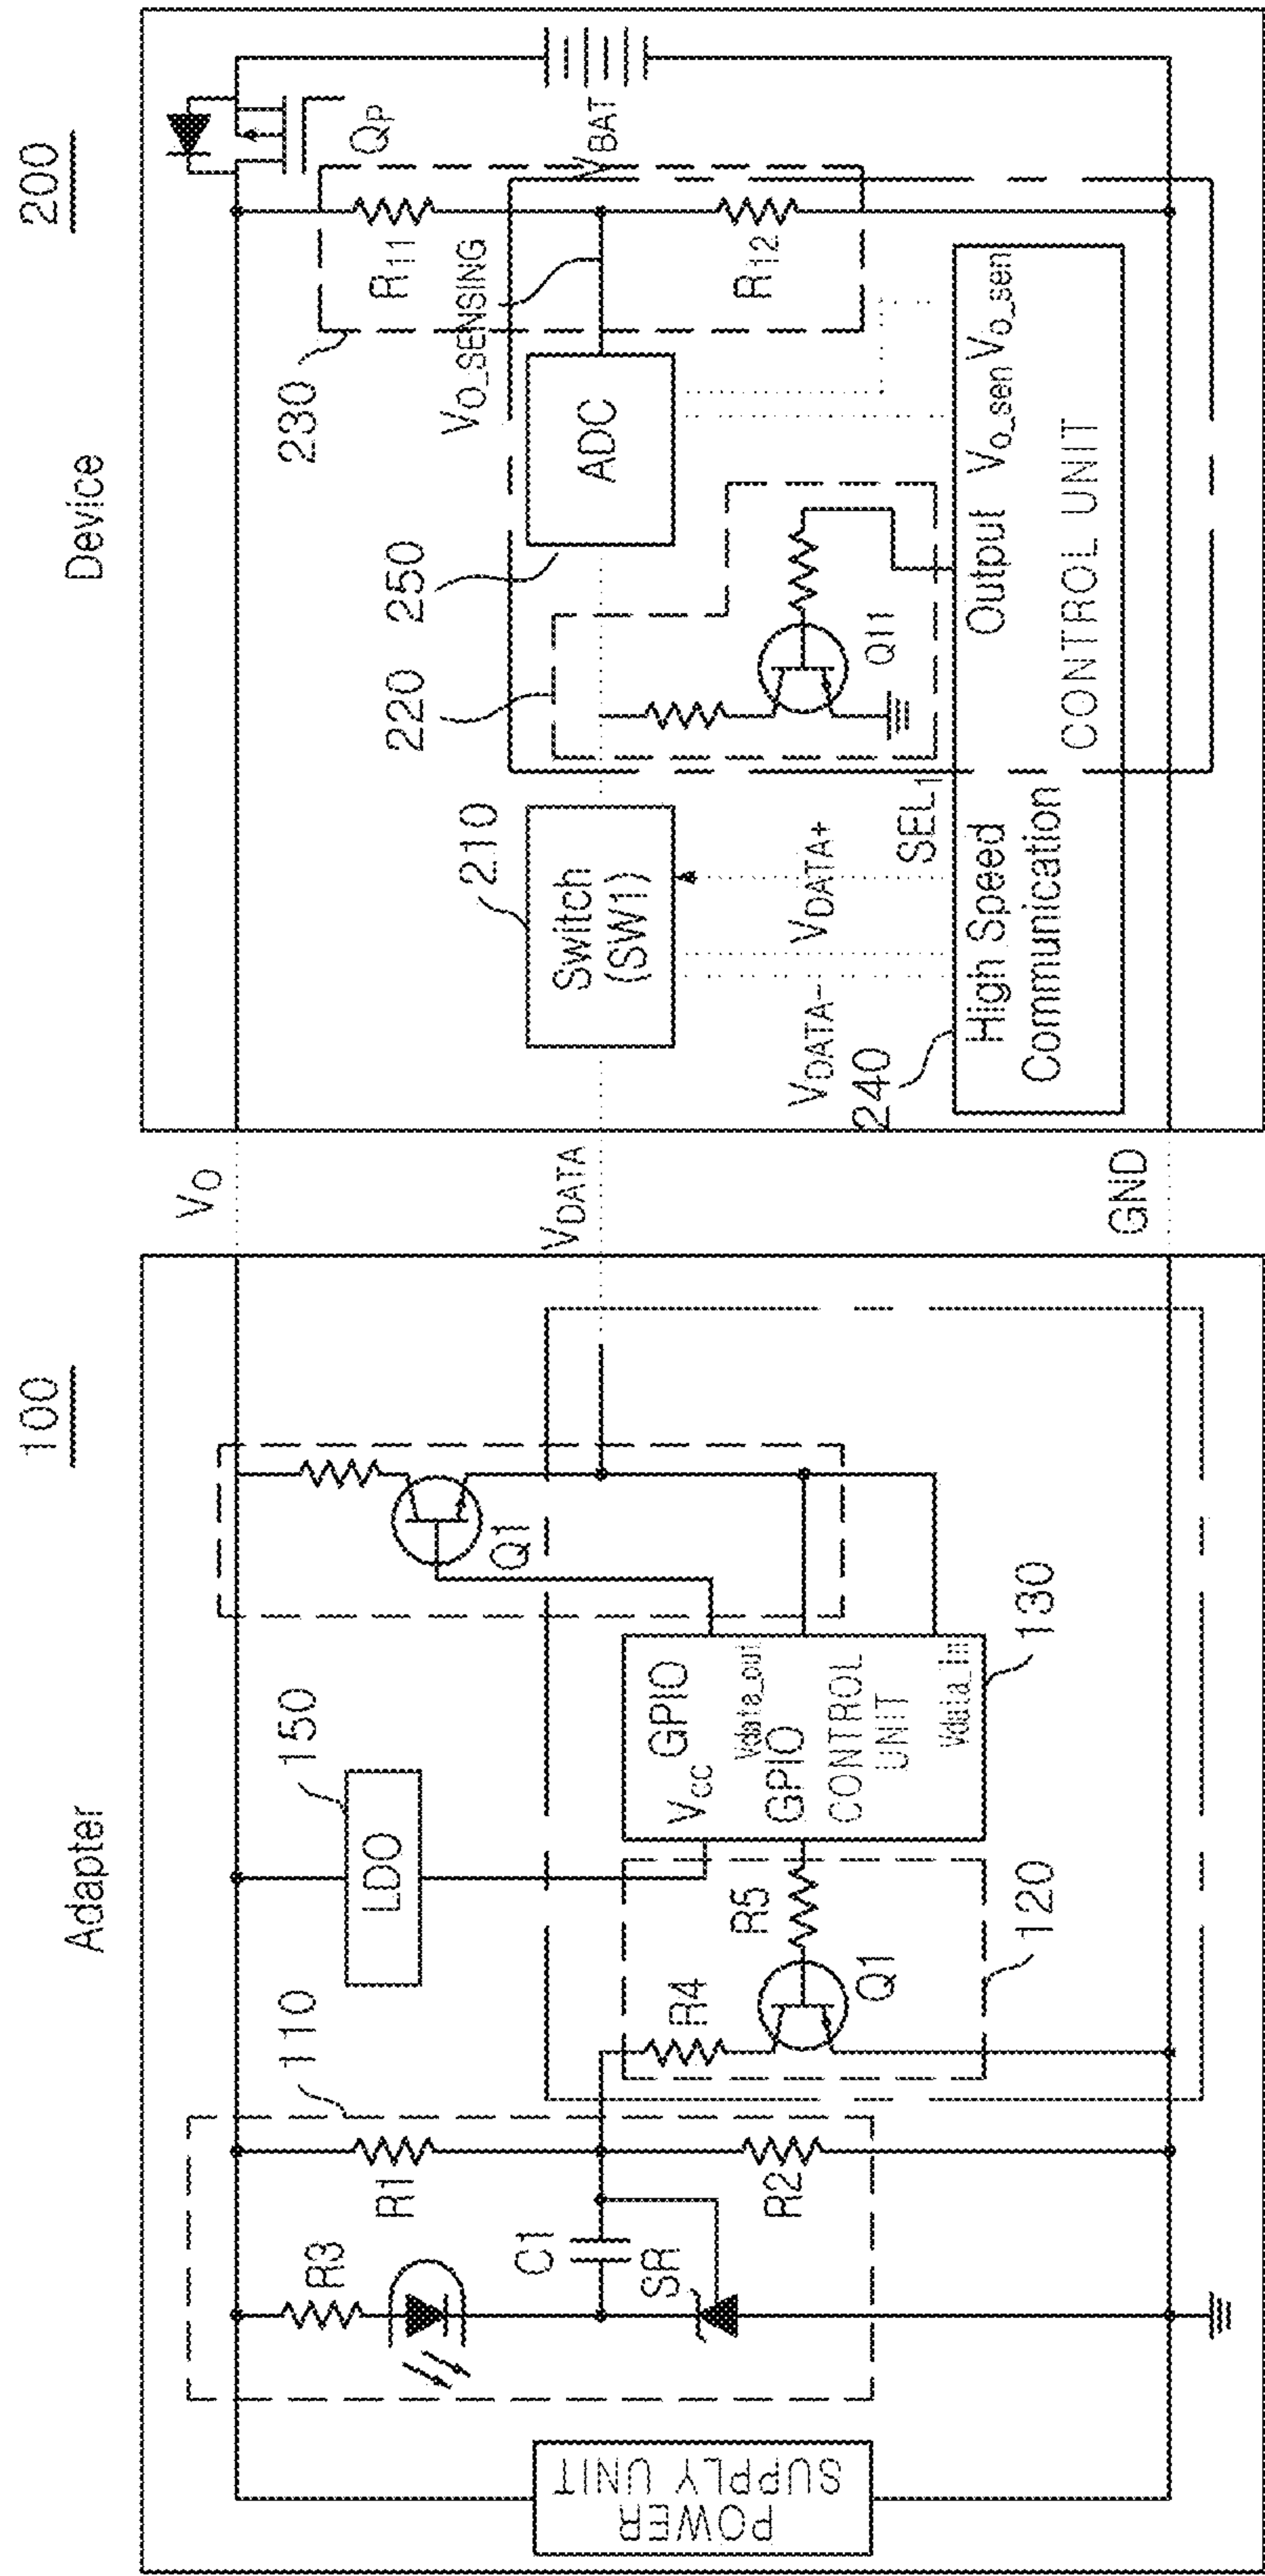 100
200
Adapter
Device
VO
VDATA
GND
POWER
SUPPLY UNIT
110
R3
R1
C1
SR
R2
150
LDO
R4
R5
Q1
120
GPIO
VCC
Vdata_out
GPIO
CONTROL
UNIT
Vdata_in
130
Q1
210
Switch
(SW1)
VDATA-
VDATA+
SEL1
240
High Speed
Communication
Output
VO_sen
VO_sen
CONTROL UNIT
220
250
Q11
ADC
230
VO_SENSING
R11
R12
QP
VBAT